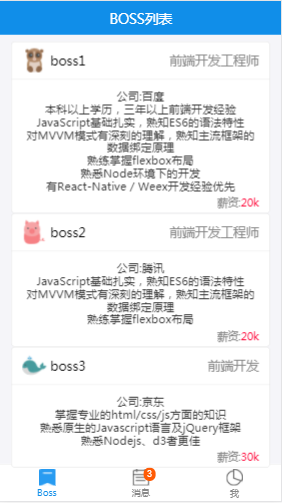 BOSS列表
boss1 前端开发工程师
公司:百度
本科以上学历，三年以上前端开发经验
JavaScript基础扎实，熟知ES6的语法特性
对MVVM模式有深刻的理解，熟知主流框架的
数据绑定原理
熟练掌握flexbox布局
熟悉Node环境下的开发
有React-Native / Weex开发经验优先
薪资:20k
boss2 前端开发工程师
公司:腾讯
JavaScript基础扎实，熟知ES6的语法特性
对MVVM模式有深刻的理解，熟知主流框架的
数据绑定原理
熟练掌握flexbox布局
薪资:20k
boss3 前端开发
公司:京东
掌握专业的html/css/js方面的知识
熟悉原生的Javascript语言及jQuery框架
熟悉Nodejs、d3者更佳
薪资:30k
3
Boss 消息 我